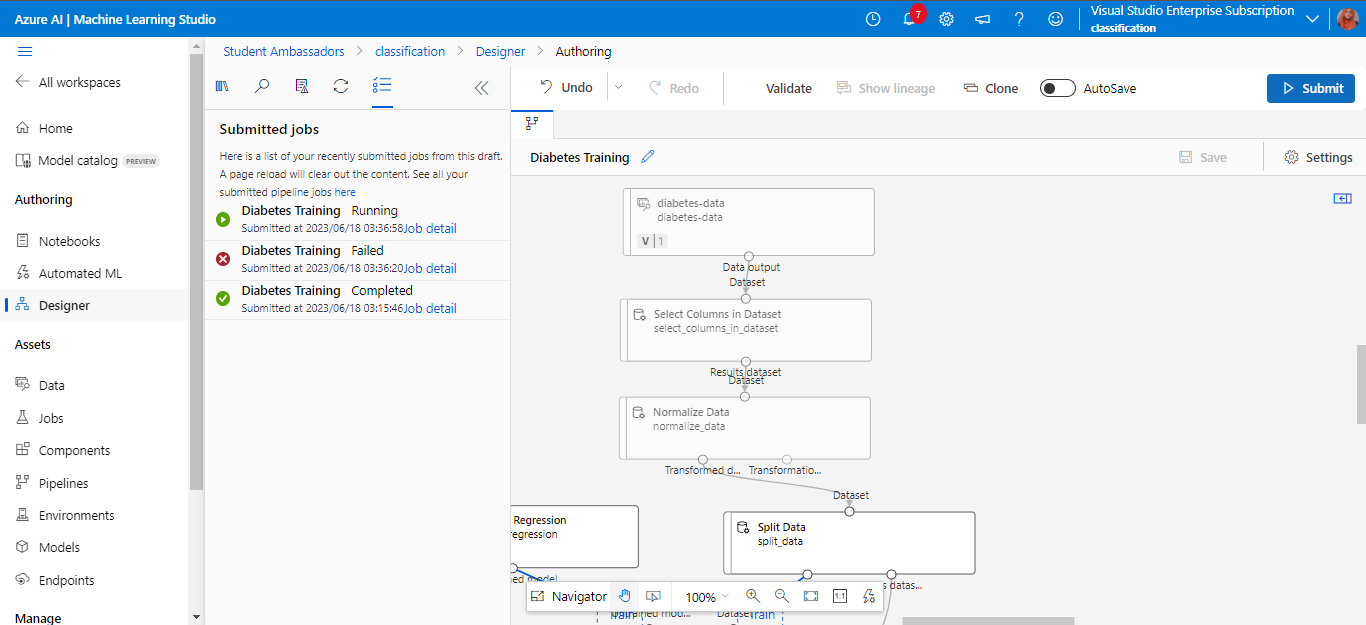 Azure AI | Machine Learning Studio
7
Visual Studio Enterprise Subscription
classification
All workspaces
Home
Model catalog PREVIEW
Authoring
Notebooks
Automated ML
Designer
Assets
Data
Jobs
Components
Pipelines
Environments
Models
Endpoints
Manage
Student Ambassadors > classification > Designer > Authoring
Submitted jobs
Here is a list of your recently submitted jobs from this draft.
A page reload will clear out the content. See all your
submitted pipeline jobs here
Diabetes Training Running
Submitted at 2023/06/18 03:36:58Job detail
Diabetes Training Failed
Submitted at 2023/06/18 03:36:20Job detail
Diabetes Training Completed
Submitted at 2023/06/18 03:15:46Job detail
Undo
Redo
Validate
Show lineage
Clone
AutoSave
Submit
Diabetes Training
Save
Settings
diabetes-data
diabetes-data
V | 1
Data output
Dataset
Select Columns in Dataset
select_columns_in_dataset
Results dataset
Dataset
Normalize Data
normalize_data
Transformed d... Transformatio...
Dataset
Regression
regression
Split Data
split_data
ed model
s datas...
Navigator
100%
1:1
Train
ained mod...
Dataset
Train